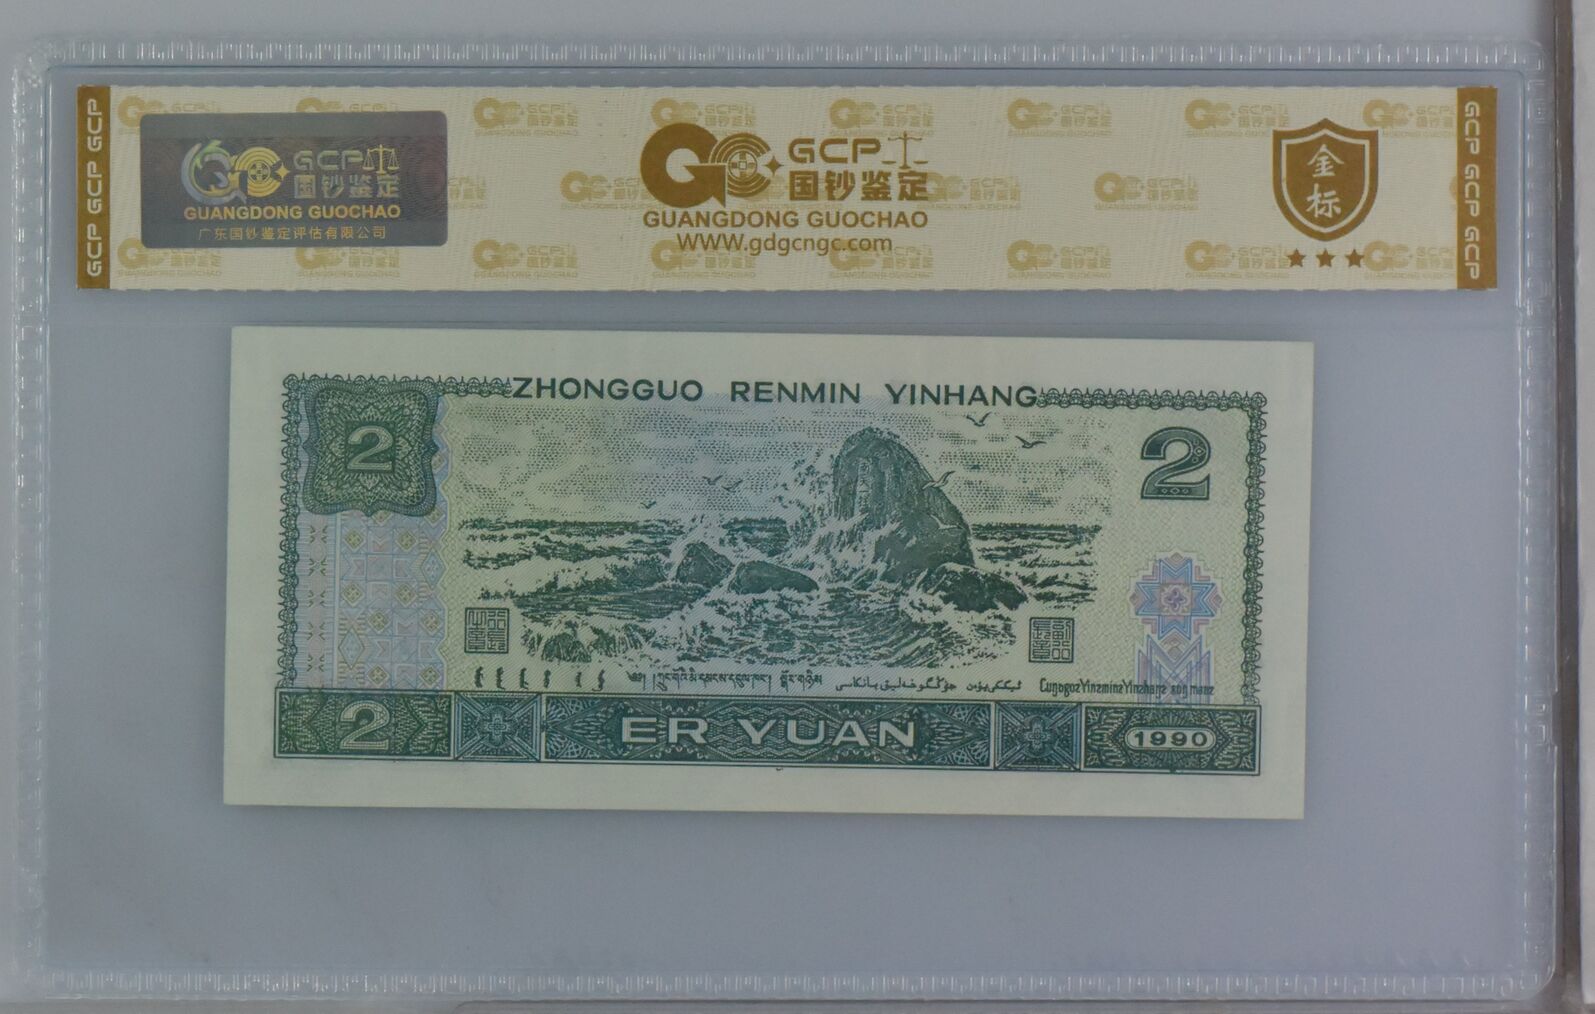 GCP GCP GCP
GCP
国钞鉴定
GUANGDONG GUOCHAO
广东国钞鉴定评估有限公司
GCP
国钞鉴定
GUANGDONG GUOCHAO
WWW.gdgcngc.com
金标
GCP GCP GCP
ZHONGGUO RENMIN YINHANG
2
2
2
ER YUAN
1990